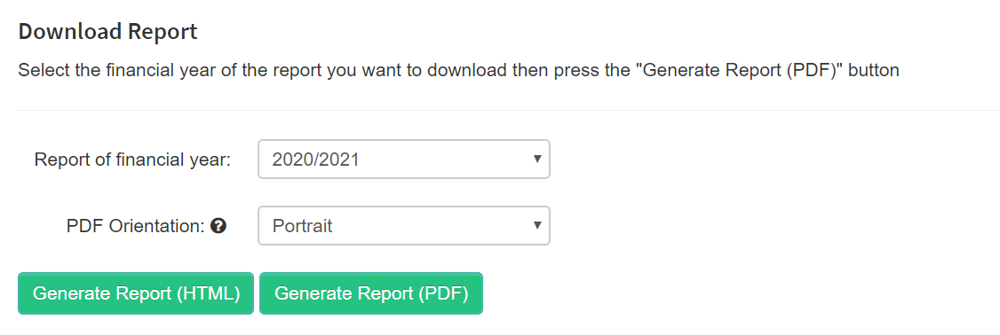 Download Report
Select the financial year of the report you want to download then press the "Generate Report (PDF)" button
Report of financial year: 2020/2021
PDF Orientation: Portrait
Generate Report (HTML) Generate Report (PDF)